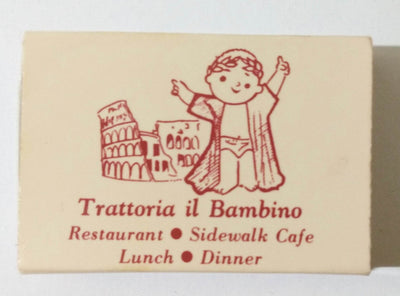 Trattoria il Bambino
Restaurant ● Sidewalk Cafe
Lunch ● Dinner